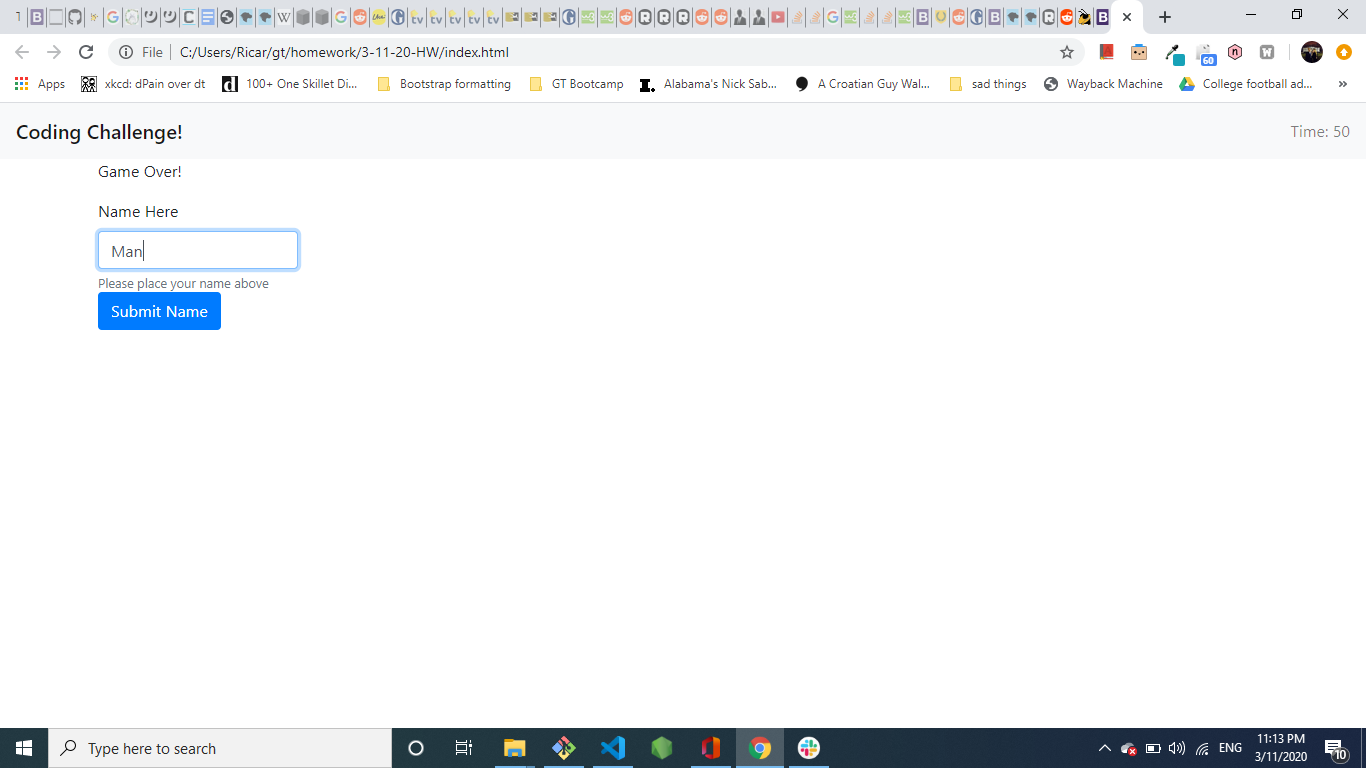 File | C:/Users/Ricar/gt/homework/3-11-20-HW/index.html
60
Apps xkcd: dPain over dt 100+ One Skillet Di... Bootstrap formatting GT Bootcamp Alabama's Nick Sab... A Croatian Guy Wal... sad things Wayback Machine College football ad... »
Coding Challenge! Time: 50
Game Over!
Name Here
Man
Please place your name above
Submit Name
Type here to search
ENG
11:13 PM
3/11/2020
10